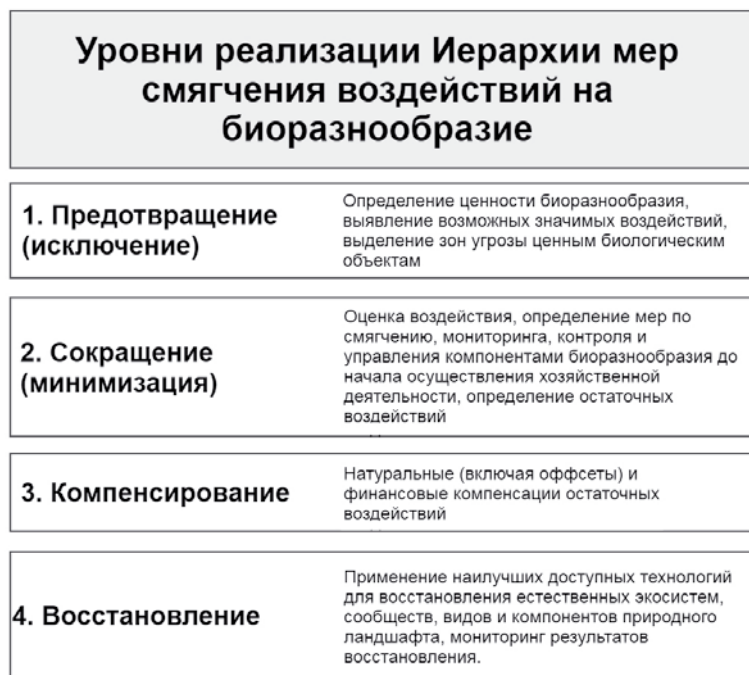 Уровни реализации Иерархии мер
смягчения воздействий на
биоразнообразие
1. Предотвращение
(исключение)
Определение ценности биоразнообразия,
выявление возможных значимых воздействий,
выделение зон угрозы ценным биологическим
объектам
2. Сокращение
(минимизация)
Оценка воздействия, определение мер по
смягчению, мониторинга, контроля и
управления компонентами биоразнообразия до
начала осуществления хозяйственной
деятельности, определение остаточных
воздействий
3. Компенсирование
Натуральные (включая оффсеты) и
финансовые компенсации остаточных
воздействий
4. Восстановление
Применение наилучших доступных технологий
для восстановления естественных экосистем,
сообществ, видов и компонентов природного
ландшафта, мониторинг результатов
восстановления.